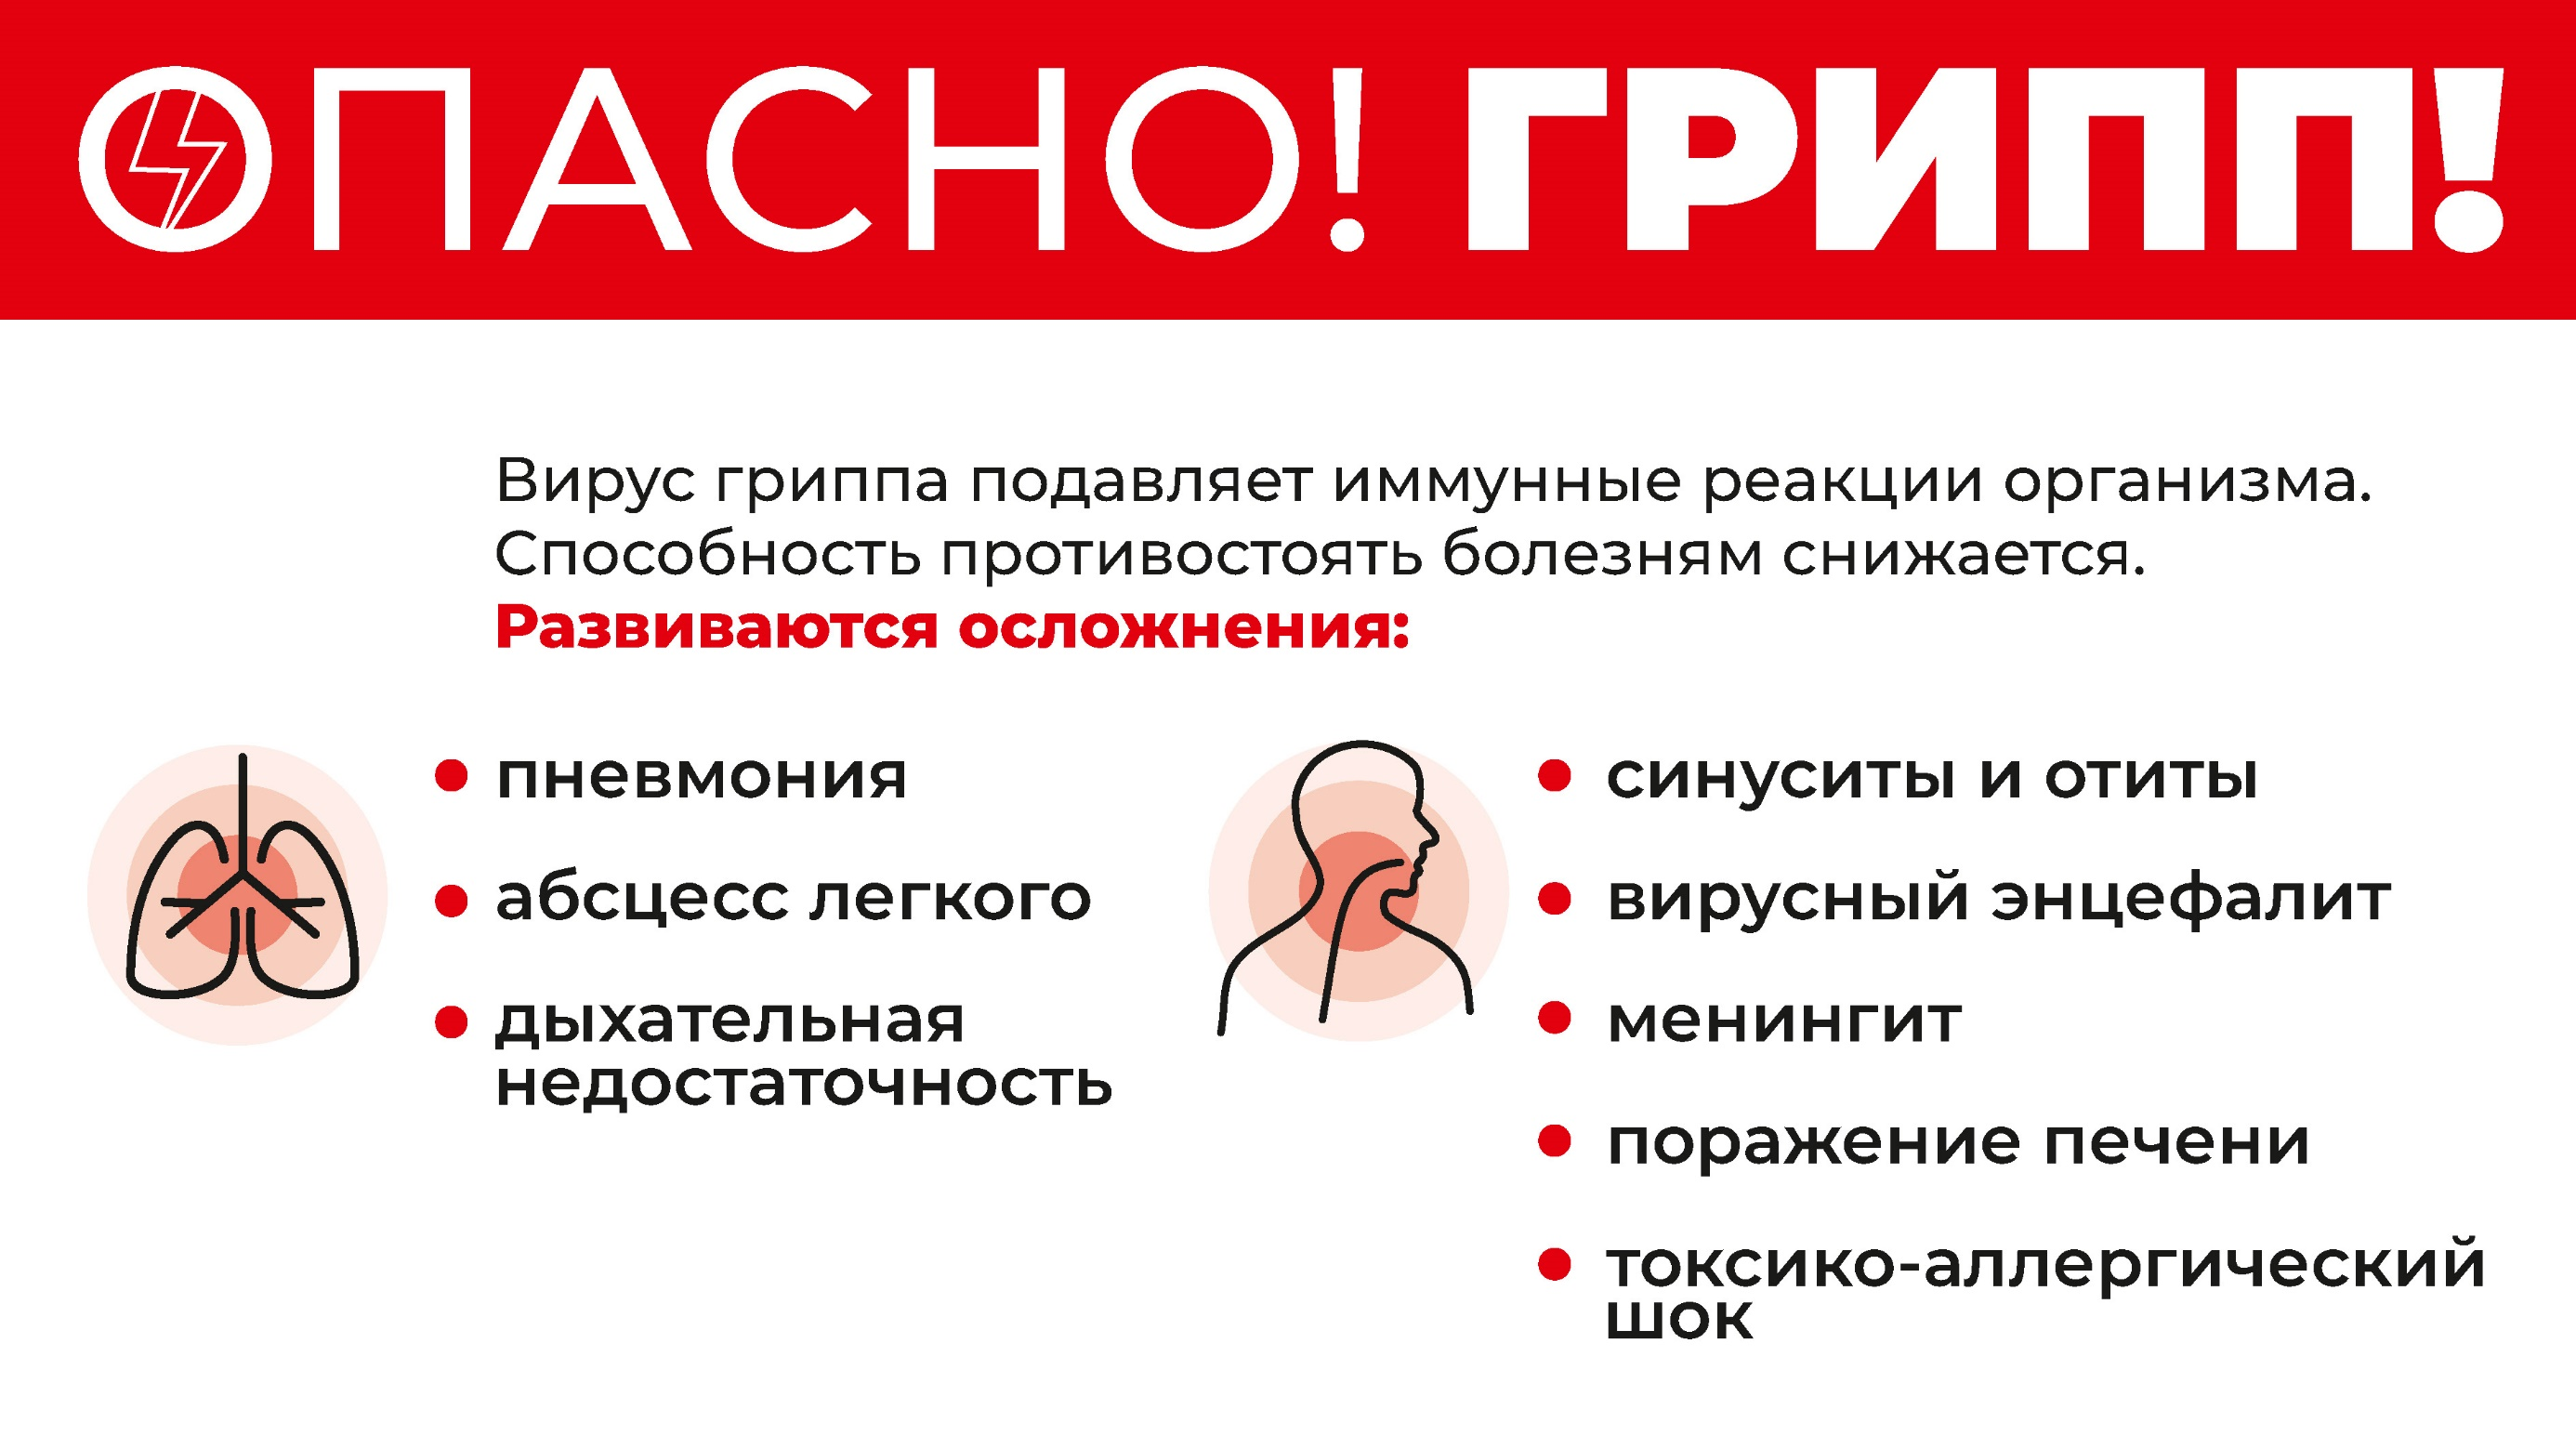 ОПАСНО! ГРИПП!
Вирус гриппа подавляет иммунные реакции организма.
Способность противостоять болезням снижается.
Развиваются осложнения:
• пневмония
• абсцесс легкого
• дыхательная
недостаточность
• синуситы и отиты
• вирусный энцефалит
• менингит
• поражение печени
• токсико-аллергический
шок